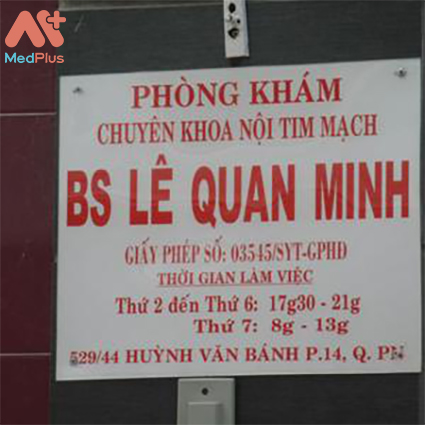 MedPlus
PHÒNG KHÁM
CHUYÊN KHOA NỘI TIM MẠCH
BS LÊ QUAN MINH
GIẤY PHÉP SỐ: 03545/SYT-GPHĐ
THỜI GIAN LÀM VIỆC
Thứ 2 đến Thứ 6: 17g30 - 21g
Thứ 7: 8g - 13g
529/44 HUỲNH VĂN BÁNH P.14, Q. PN